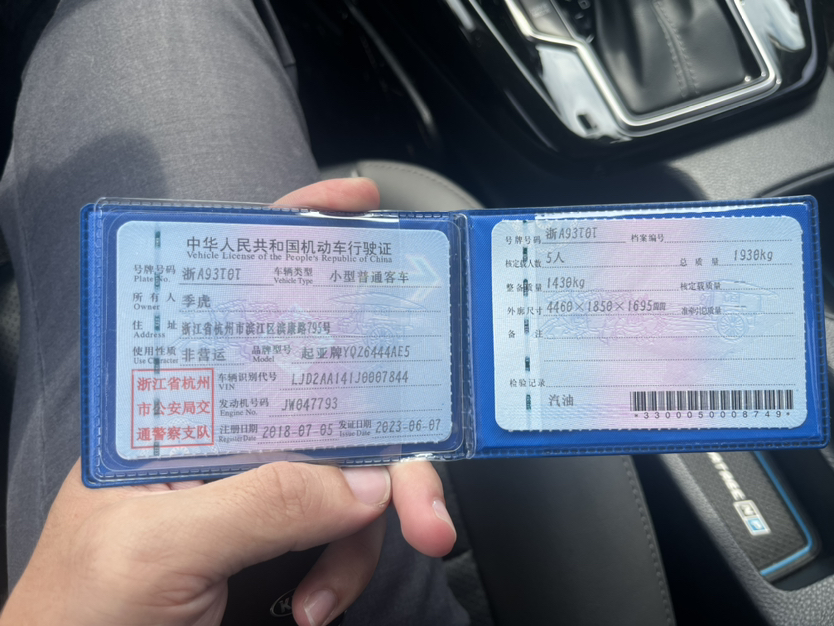 中华人民共和国机动车行驶证
Vehicle License of the People's Republic of China
号牌号码 浙A93T0T 车辆类型 小型普通客车
Plate No. Vehicle Type
所有人 季虎
Owner
住址 浙江省杭州市滨江区滨康路795号
Address
使用性质 非营运 品牌型号 起亚牌YQZ6444AE5
Use Character Model
浙江省杭州
市公安局交
通警察支队
车辆识别代号 LJD2AA141J0007844
VIN
发动机号码 JW047793
Engine No.
注册日期 2018-07-05 发证日期 2023-06-07
Register Date Issue Date
号牌号码 浙A93T0T 档案编号
核定载人数 5人 总质量 1930kg
整备质量 1430kg 核定载质量
外廓尺寸 4460×1850×1695mm 准牵引总质量
备注
检验记录
汽油
*3300050008749*